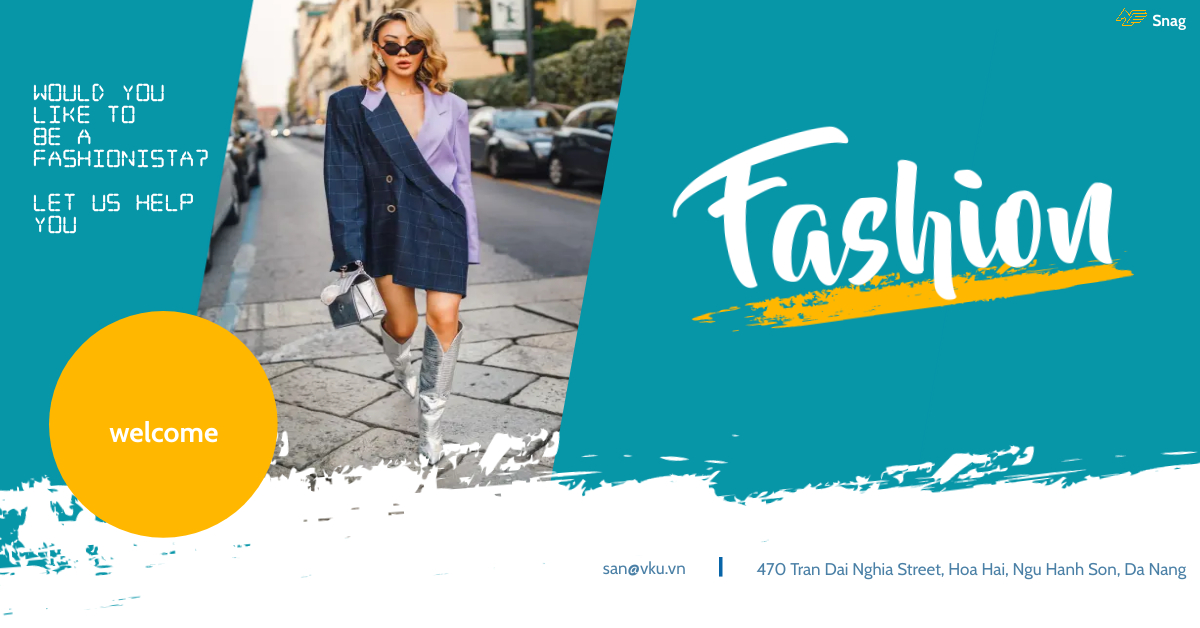 Snag
WOULD YOU
LIKE TO
BE A
FASHIONISTA?
LET US HELP
YOU
Fashion
welcome
san@vku.vn
470 Tran Dai Nghia Street, Hoa Hai, Ngu Hanh Son, Da Nang